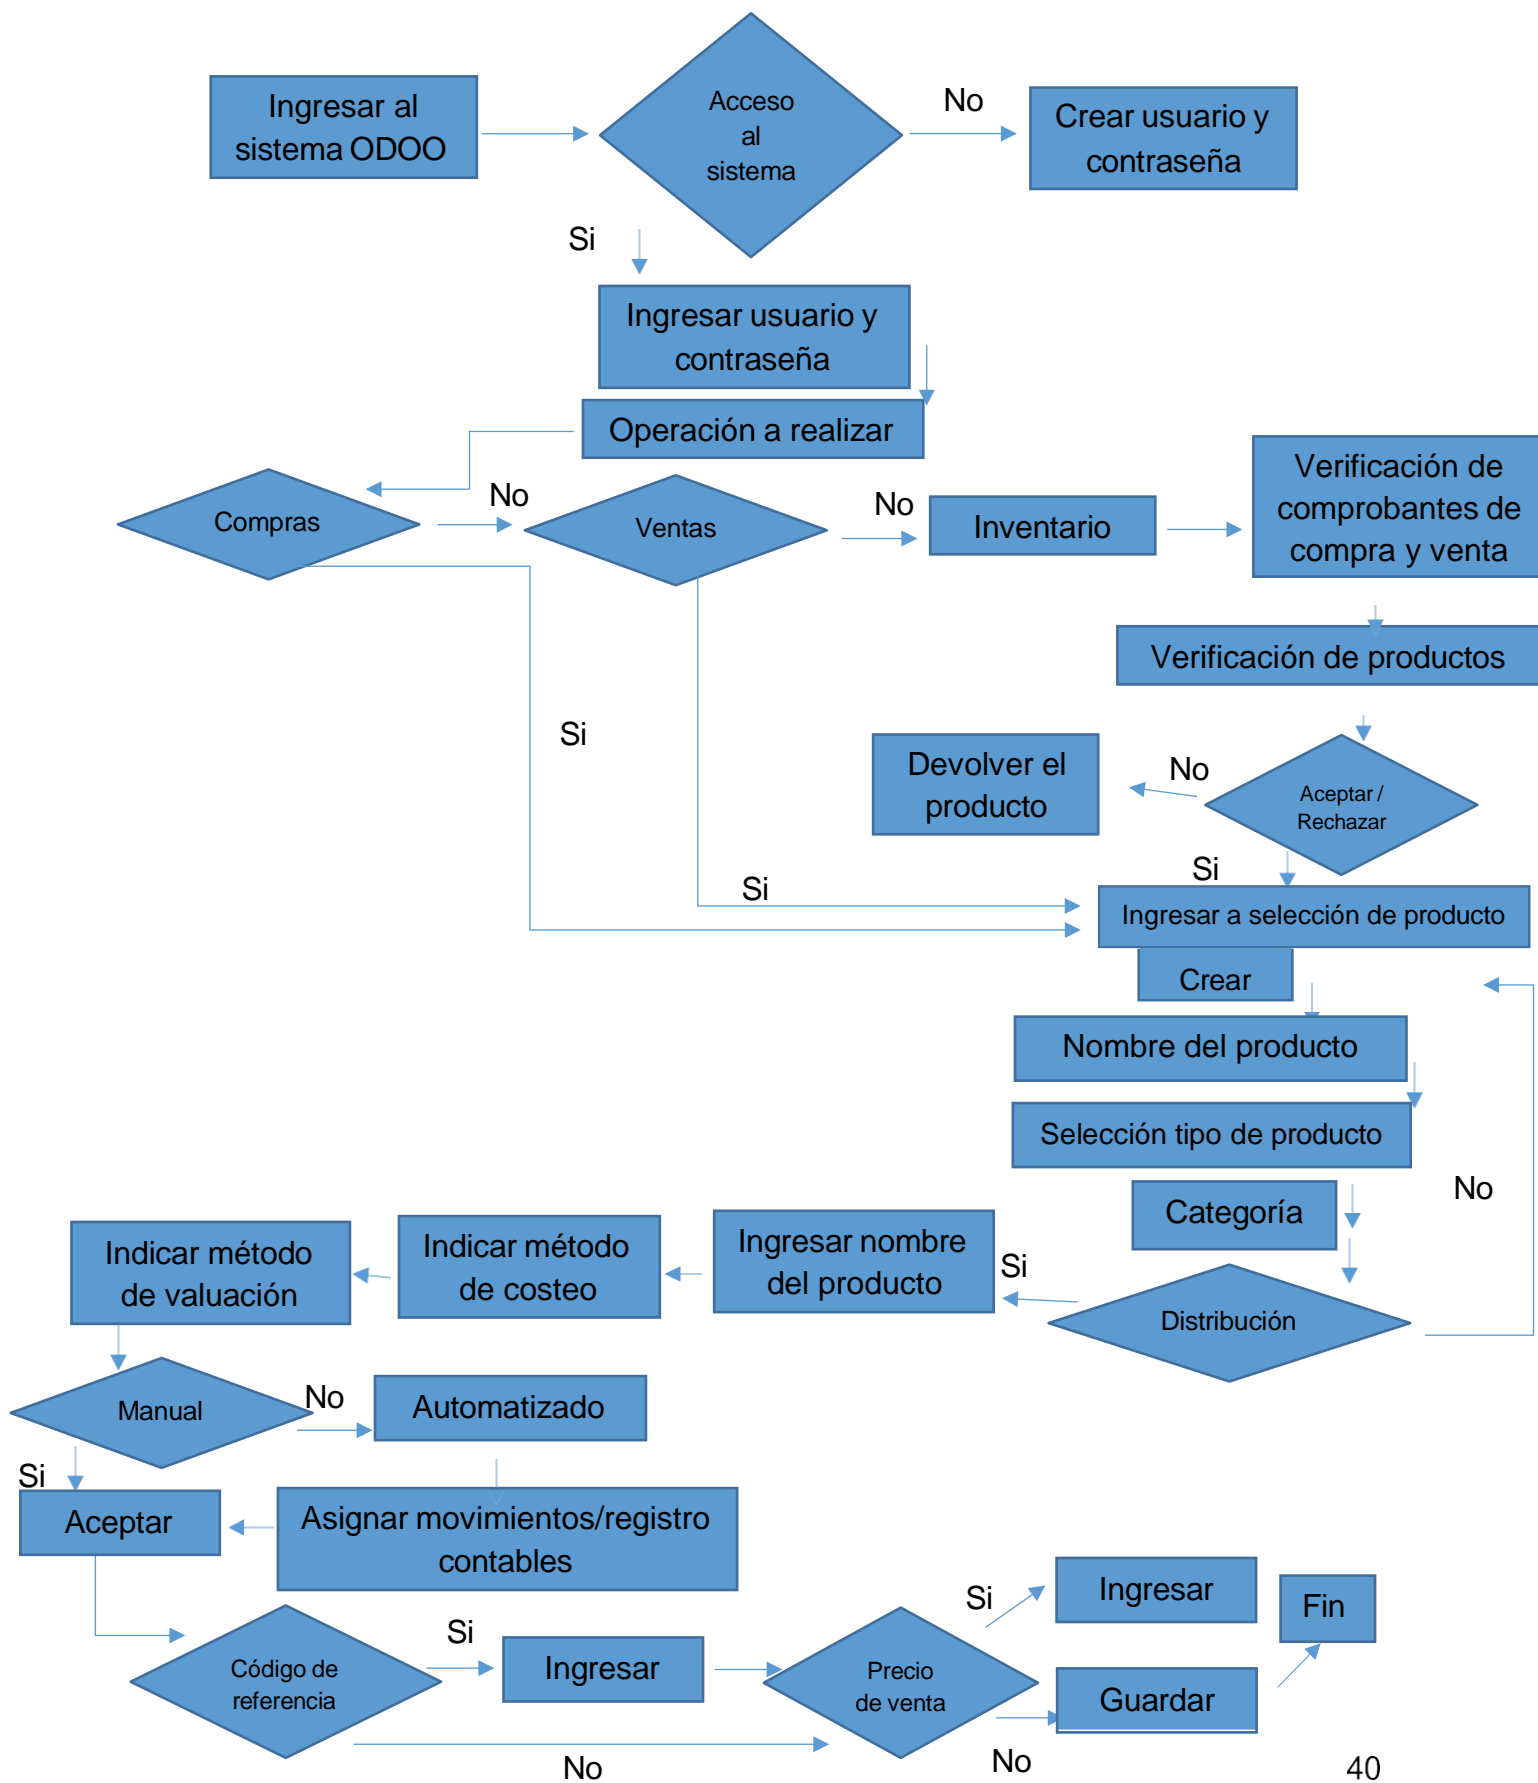 Ingresar al
sistema ODOO
Acceso
al
sistema
No
Crear usuario y
contraseña
Si
Ingresar usuario y
contraseña
Operación a realizar
Compras
No
Ventas
No
Inventario
Verificación de
comprobantes de
compra y venta
Verificación de productos
Si
Devolver el
producto
No
Aceptar /
Rechazar
Si
Si
Ingresar a selección de producto
Crear
Nombre del producto
Selección tipo de producto
No
Categoría
Indicar método
de valuación
Indicar método
de costeo
Ingresar nombre
del producto
Si
Distribución
Manual
No
Automatizado
Si
Aceptar
Asignar movimientos/registro
contables
Código de
referencia
Si
Ingresar
Precio
de venta
Si
Ingresar
Fin
Guardar
No
No
40